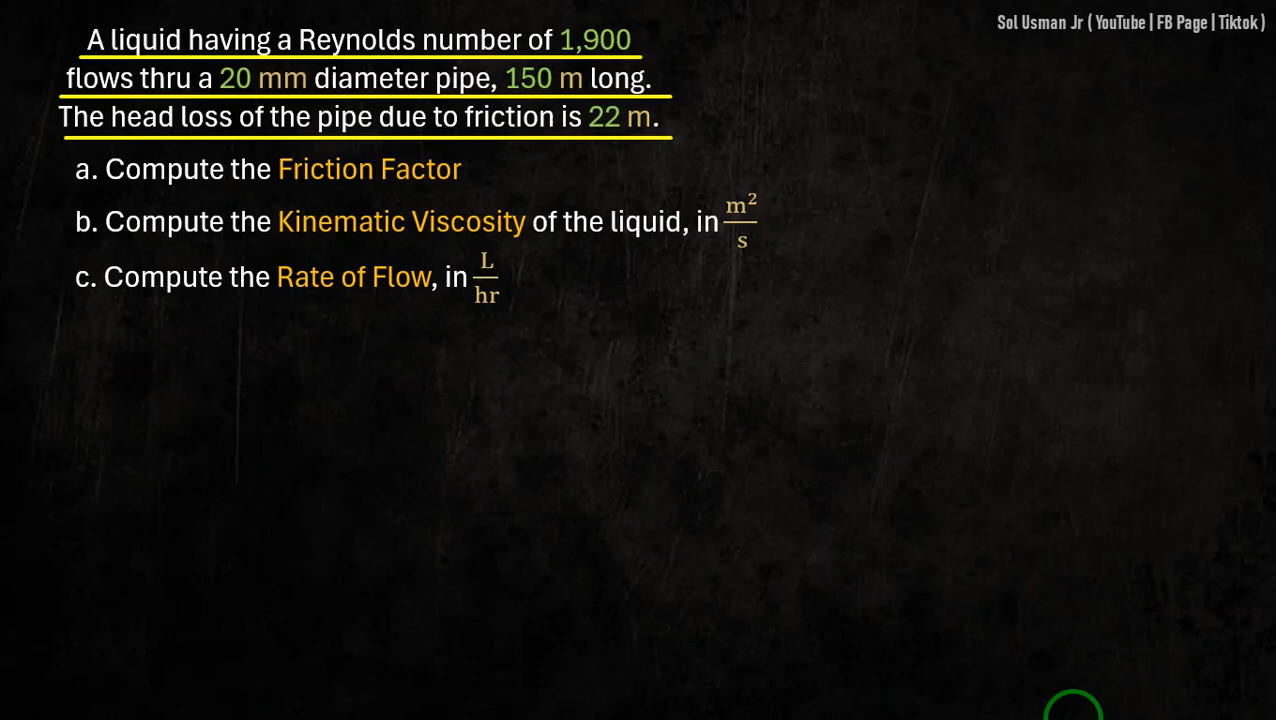 Sol Usman Jr ( YouTube | FB Page | Tiktok )
A liquid having a Reynolds number of 1,900
flows thru a 20 mm diameter pipe, 150 m long.
The head loss of the pipe due to friction is 22 m.
a. Compute the Friction Factor
b. Compute the Kinematic Viscosity of the liquid, in m²/s
c. Compute the Rate of Flow, in L/hr